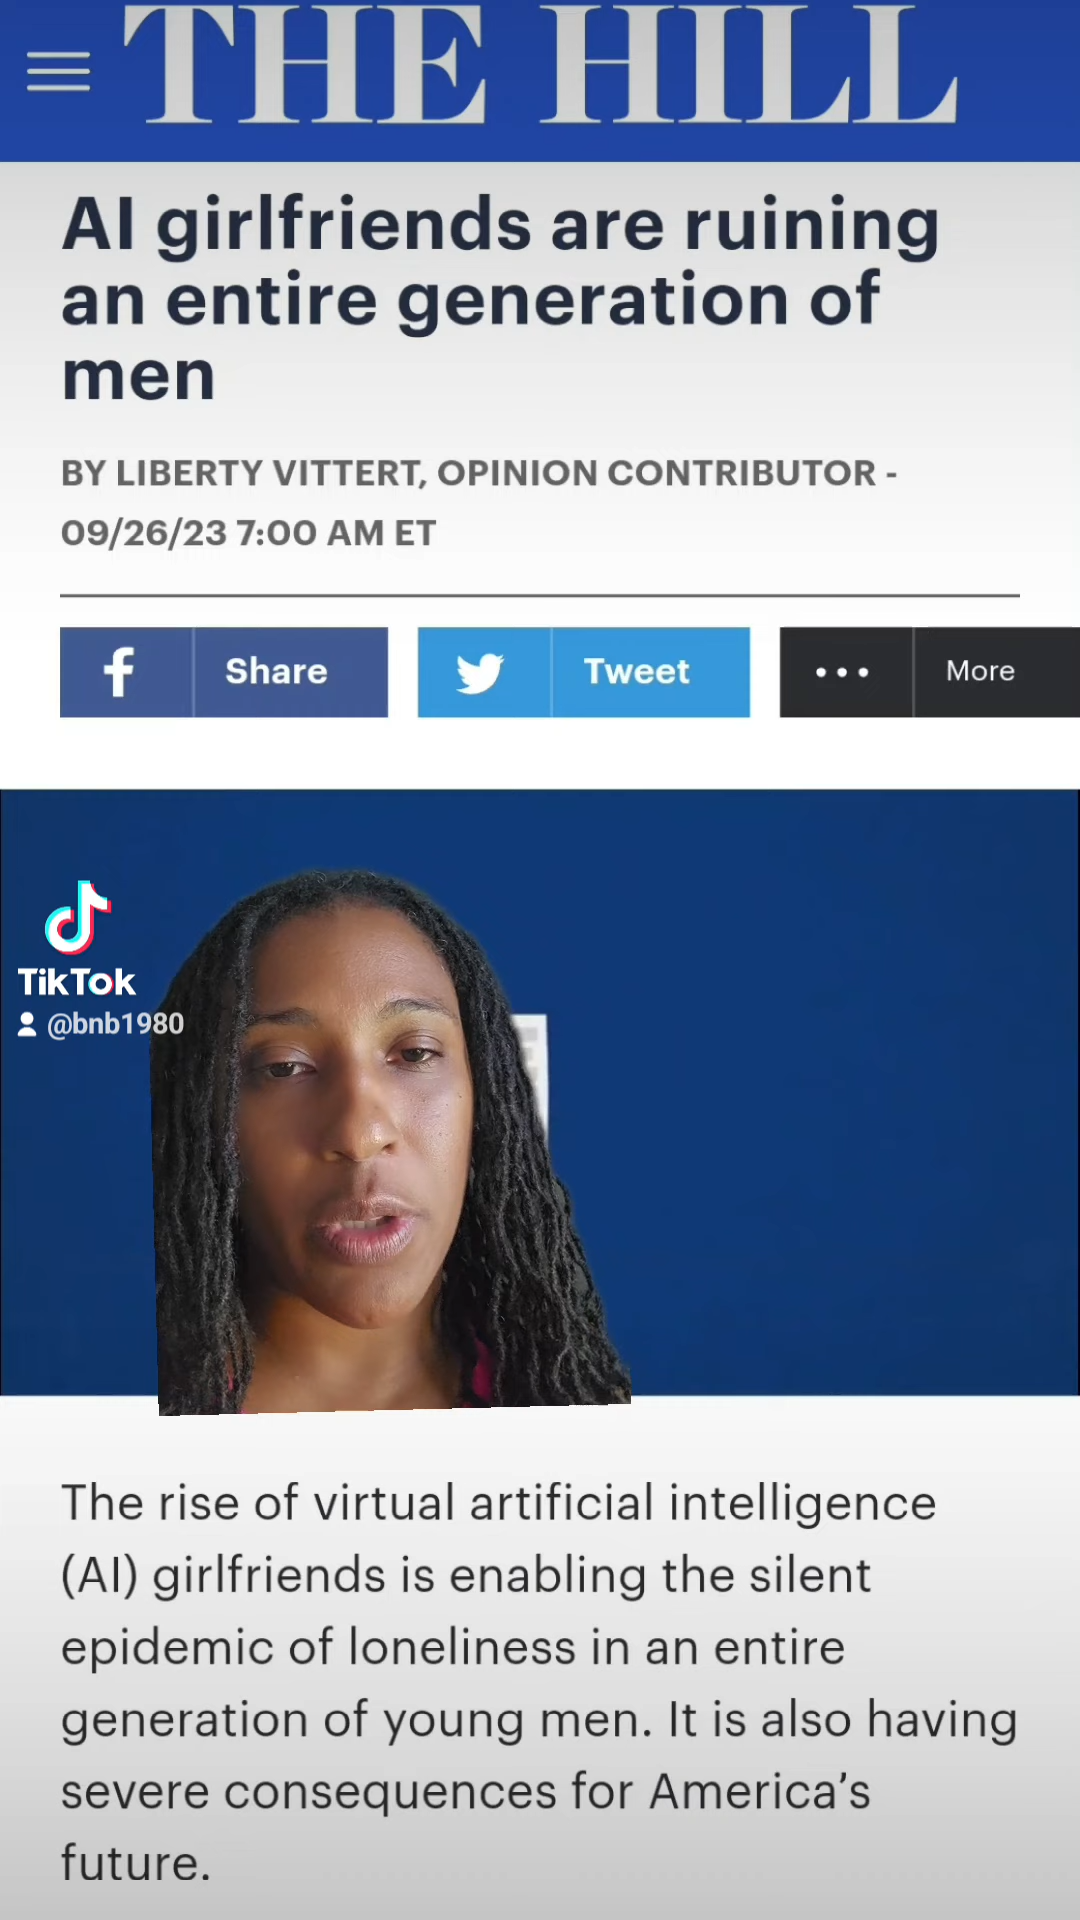 THE HILL
AI girlfriends are ruining
an entire generation of
men
BY LIBERTY VITTERT, OPINION CONTRIBUTOR -
09/26/23 7:00 AM ET
Share
Tweet
More
TikTok
@bnb1980
The rise of virtual artificial intelligence
(AI) girlfriends is enabling the silent
epidemic of loneliness in an entire
generation of young men. It is also having
severe consequences for America’s
future.